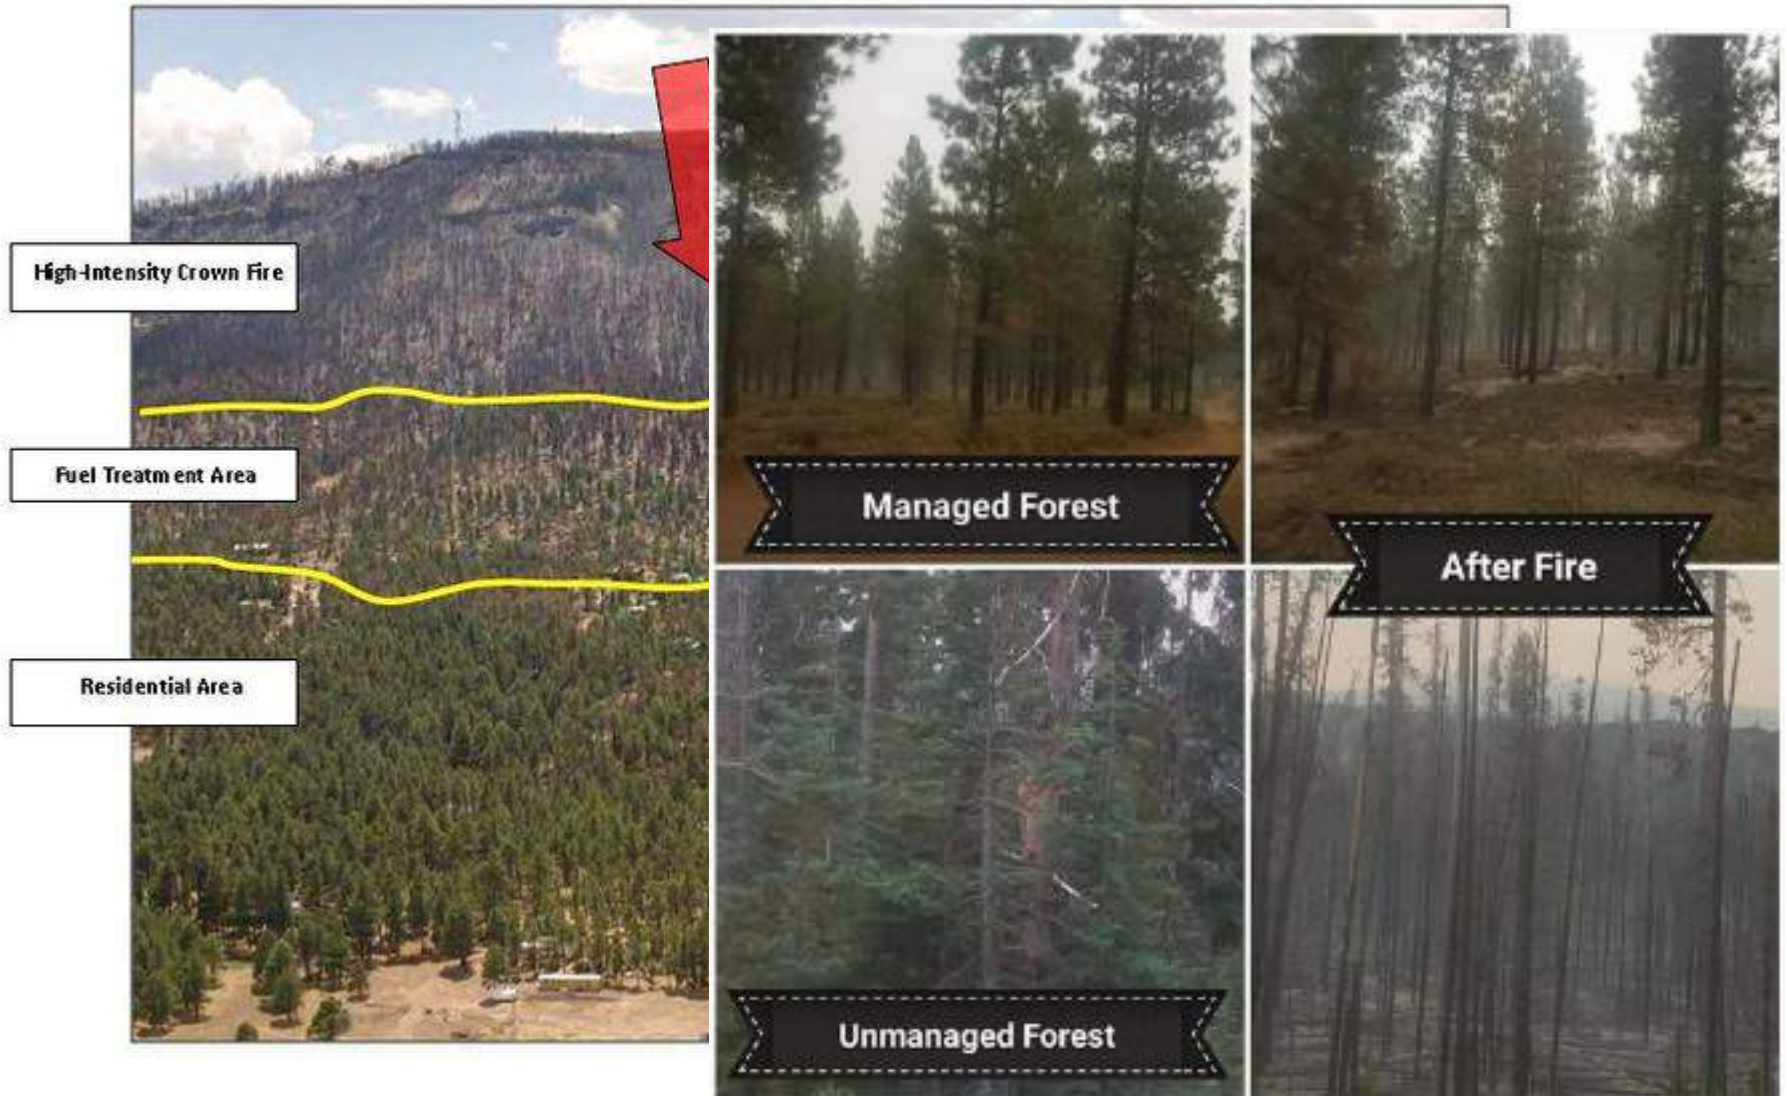 High-Intensity Crown Fire
Fuel Treatment Area
Residential Area
Managed Forest
After Fire
Unmanaged Forest